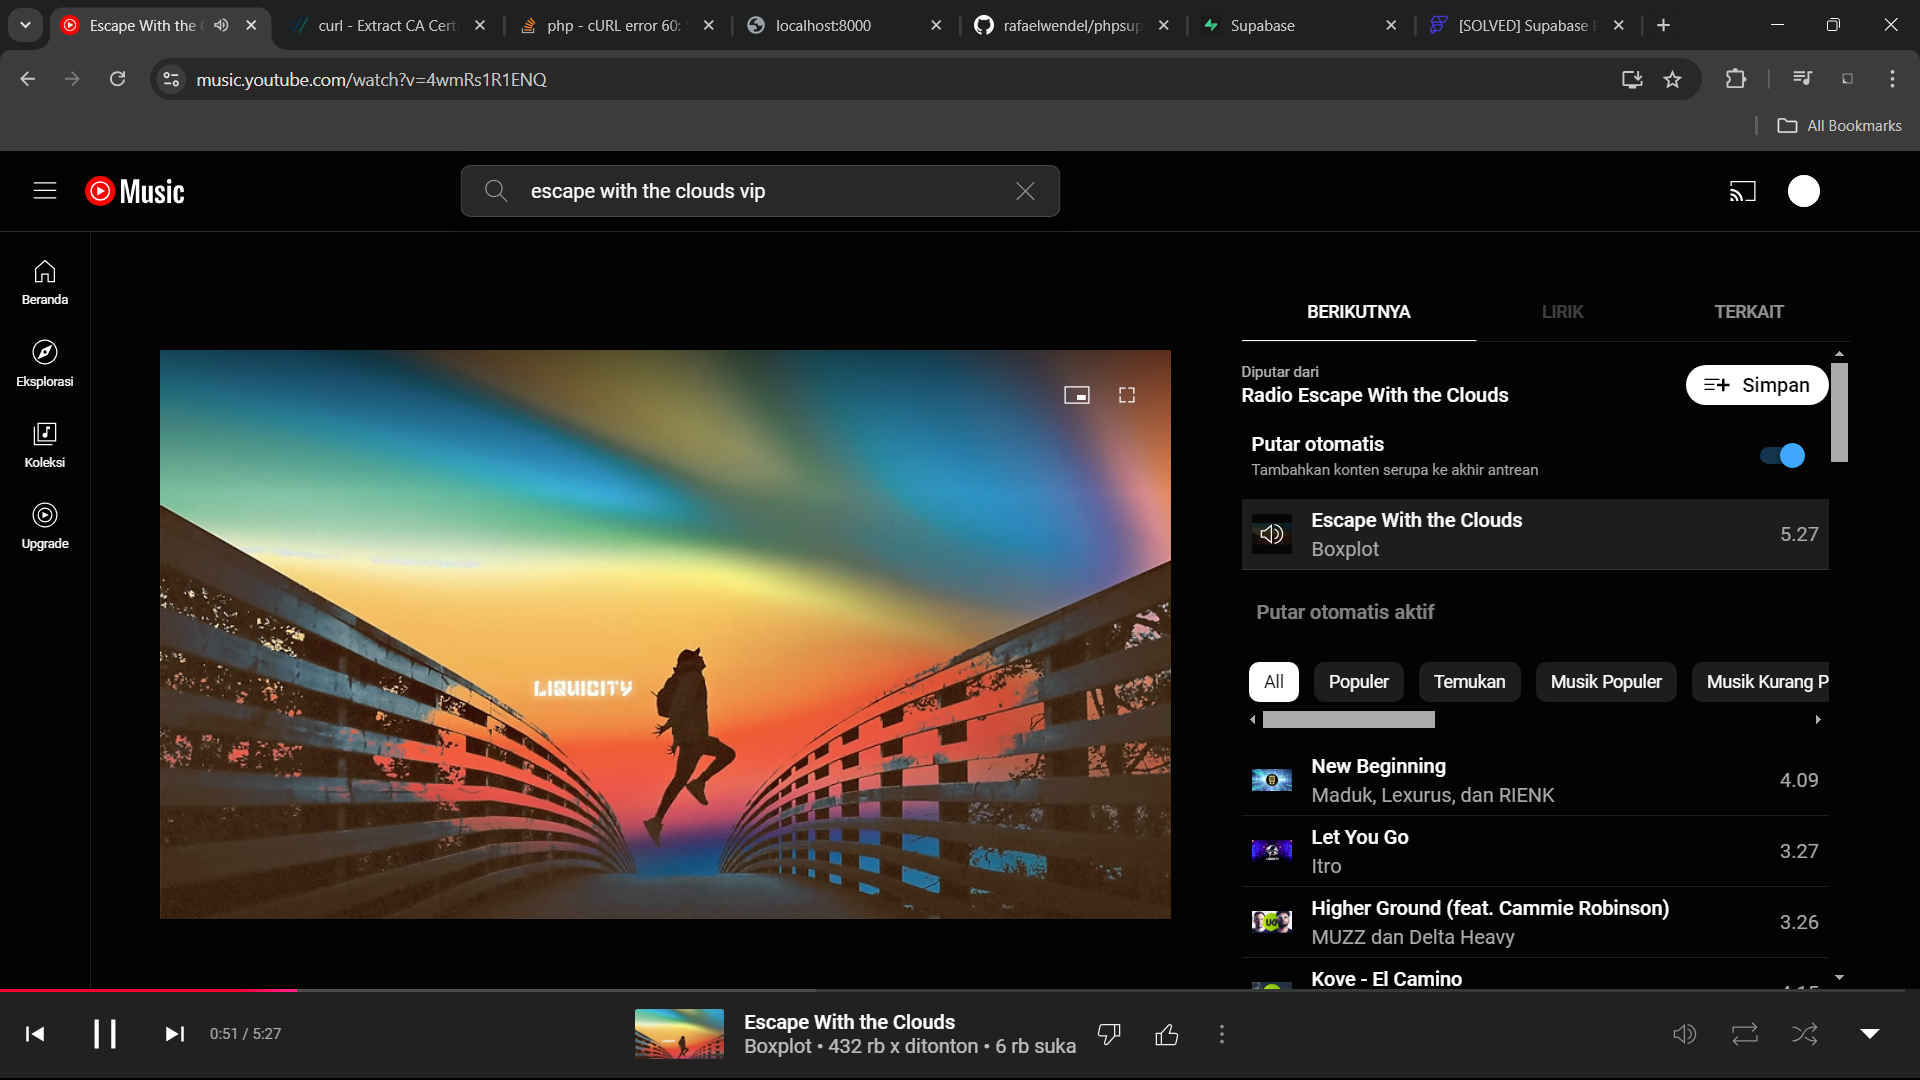 Escape With the
curl - Extract CA Cert
php - cURL error 60:
localhost:8000
rafaelwendel/phpsup
Supabase
[SOLVED] Supabase
music.youtube.com/watch?v=4wmRs1R1ENQ
All Bookmarks
Music
escape with the clouds vip
Beranda
Eksplorasi
Koleksi
Upgrade
LIQUICITY
BERIKUTNYA
LIRIK
TERKAIT
Diputar dari
Radio Escape With the Clouds
Simpan
Putar otomatis
Tambahkan konten serupa ke akhir antrean
Escape With the Clouds
Boxplot
5.27
Putar otomatis aktif
All
Populer
Temukan
Musik Populer
Musik Kurang P
New Beginning
Maduk, Lexurus, dan RIENK
4.09
Let You Go
Itro
3.27
Higher Ground (feat. Cammie Robinson)
MUZZ dan Delta Heavy
3.26
Kove - El Camino
0:51 / 5:27
Escape With the Clouds
Boxplot • 432 rb x ditonton • 6 rb suka